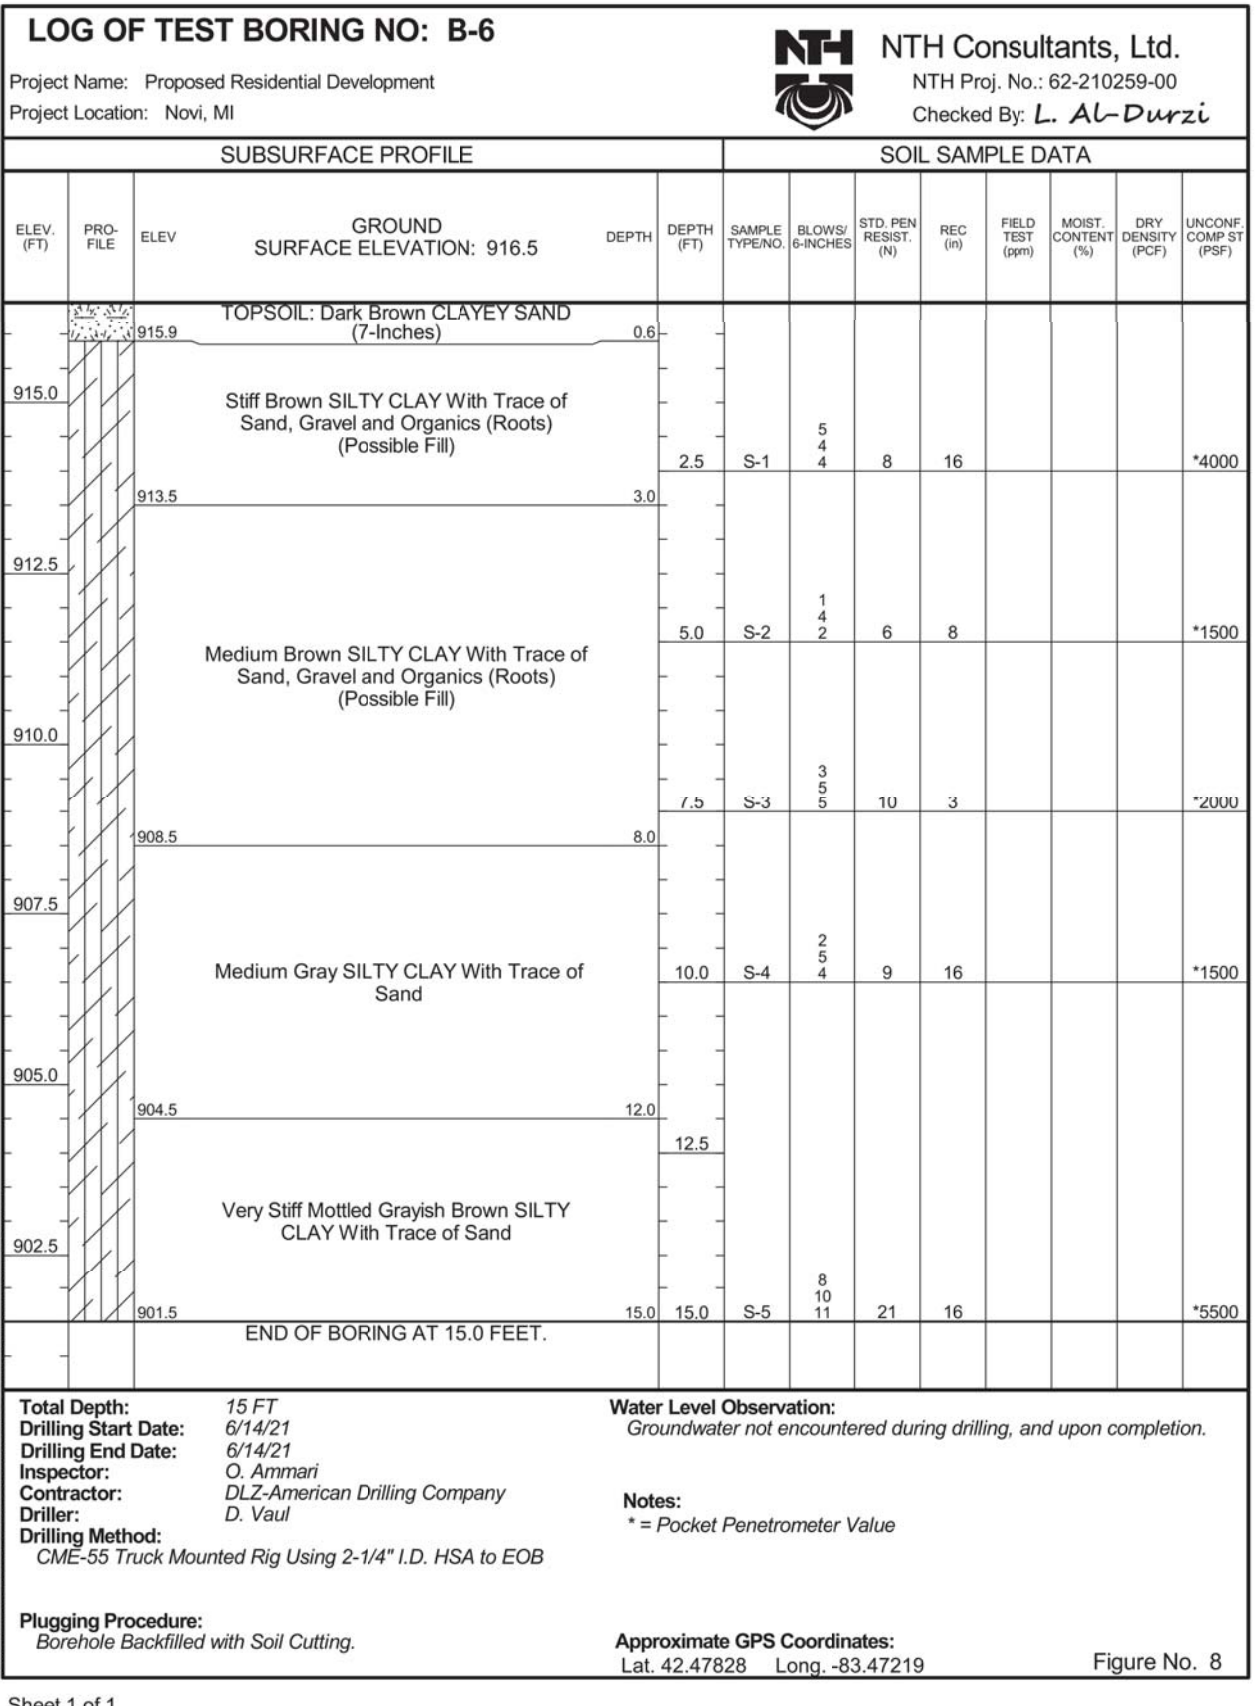 LOG OF TEST BORING NO: B-6
Project Name: Proposed Residential Development
Project Location: Novi, MI
NTH
NTH Consultants, Ltd.
NTH Proj. No.: 62-210259-00
Checked By: L. Al-Durzi
SUBSURFACE PROFILE
SOIL SAMPLE DATA
ELEV. (FT)
PRO-FILE
ELEV
GROUND
SURFACE ELEVATION: 916.5
DEPTH
DEPTH (FT)
SAMPLE TYPE/NO.
BLOWS/ 6-INCHES
STD. PEN RESIST. (N)
REC (in)
FIELD TEST (ppm)
MOIST. CONTENT (%)
DRY DENSITY (PCF)
UNCONF. COMP ST (PSF)
TOPSOIL: Dark Brown CLAYEY SAND
(7-Inches)
915.9 0.6
915.0
Stiff Brown SILTY CLAY With Trace of
Sand, Gravel and Organics (Roots)
(Possible Fill)
5
4
2.5 S-1 4 8 16 *4000
913.5 3.0
912.5
1
4
5.0 S-2 2 6 8 *1500
Medium Brown SILTY CLAY With Trace of
Sand, Gravel and Organics (Roots)
(Possible Fill)
910.0
3
5
7.5 S-3 5 10 3 *2000
908.5 8.0
907.5
2
5
Medium Gray SILTY CLAY With Trace of
Sand
10.0 S-4 4 9 16 *1500
905.0
904.5 12.0
12.5
Very Stiff Mottled Grayish Brown SILTY
CLAY With Trace of Sand
902.5
8
10
901.5 15.0 15.0 S-5 11 21 16 *5500
END OF BORING AT 15.0 FEET.
Total Depth: 15 FT
Drilling Start Date: 6/14/21
Drilling End Date: 6/14/21
Inspector: O. Ammari
Contractor: DLZ-American Drilling Company
Driller: D. Vaul
Drilling Method:
CME-55 Truck Mounted Rig Using 2-1/4" I.D. HSA to EOB
Water Level Observation:
Groundwater not encountered during drilling, and upon completion.
Notes:
* = Pocket Penetrometer Value
Plugging Procedure:
Borehole Backfilled with Soil Cutting.
Approximate GPS Coordinates:
Lat. 42.47828 Long. -83.47219
Figure No. 8
Sheet 1 of 1